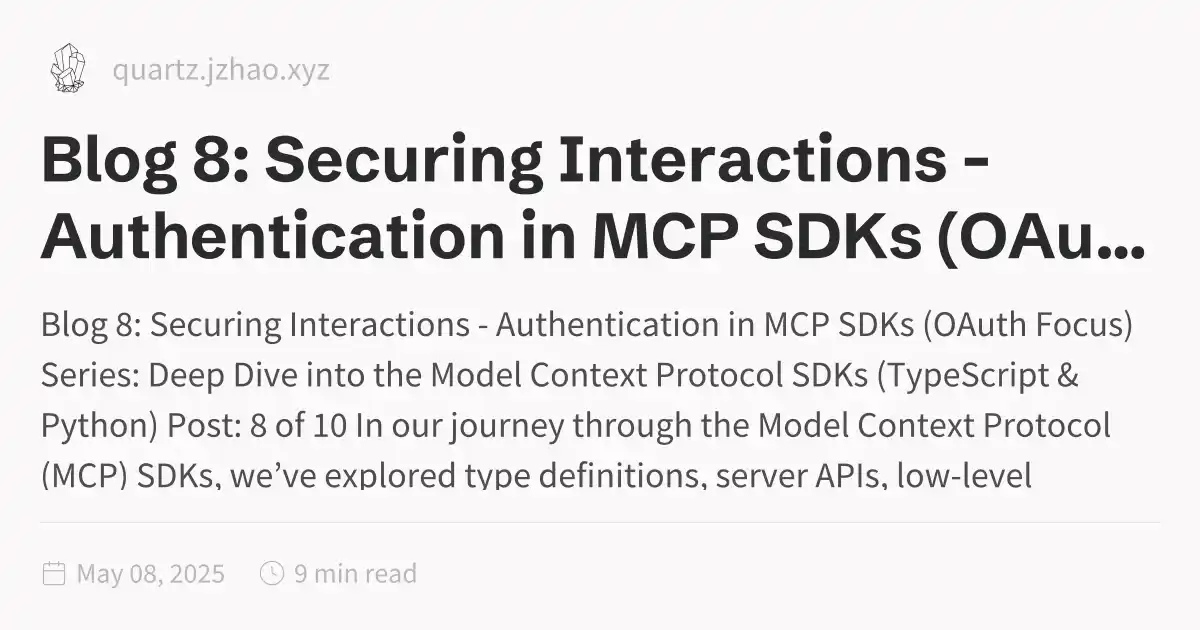 quartz.jzhao.xyz
Blog 8: Securing Interactions -
Authentication in MCP SDKs (OAu...
Blog 8: Securing Interactions - Authentication in MCP SDKs (OAuth Focus)
Series: Deep Dive into the Model Context Protocol SDKs (TypeScript &
Python) Post: 8 of 10 In our journey through the Model Context Protocol
(MCP) SDKs, we’ve explored type definitions, server APIs, low-level
May 08, 2025 9 min read